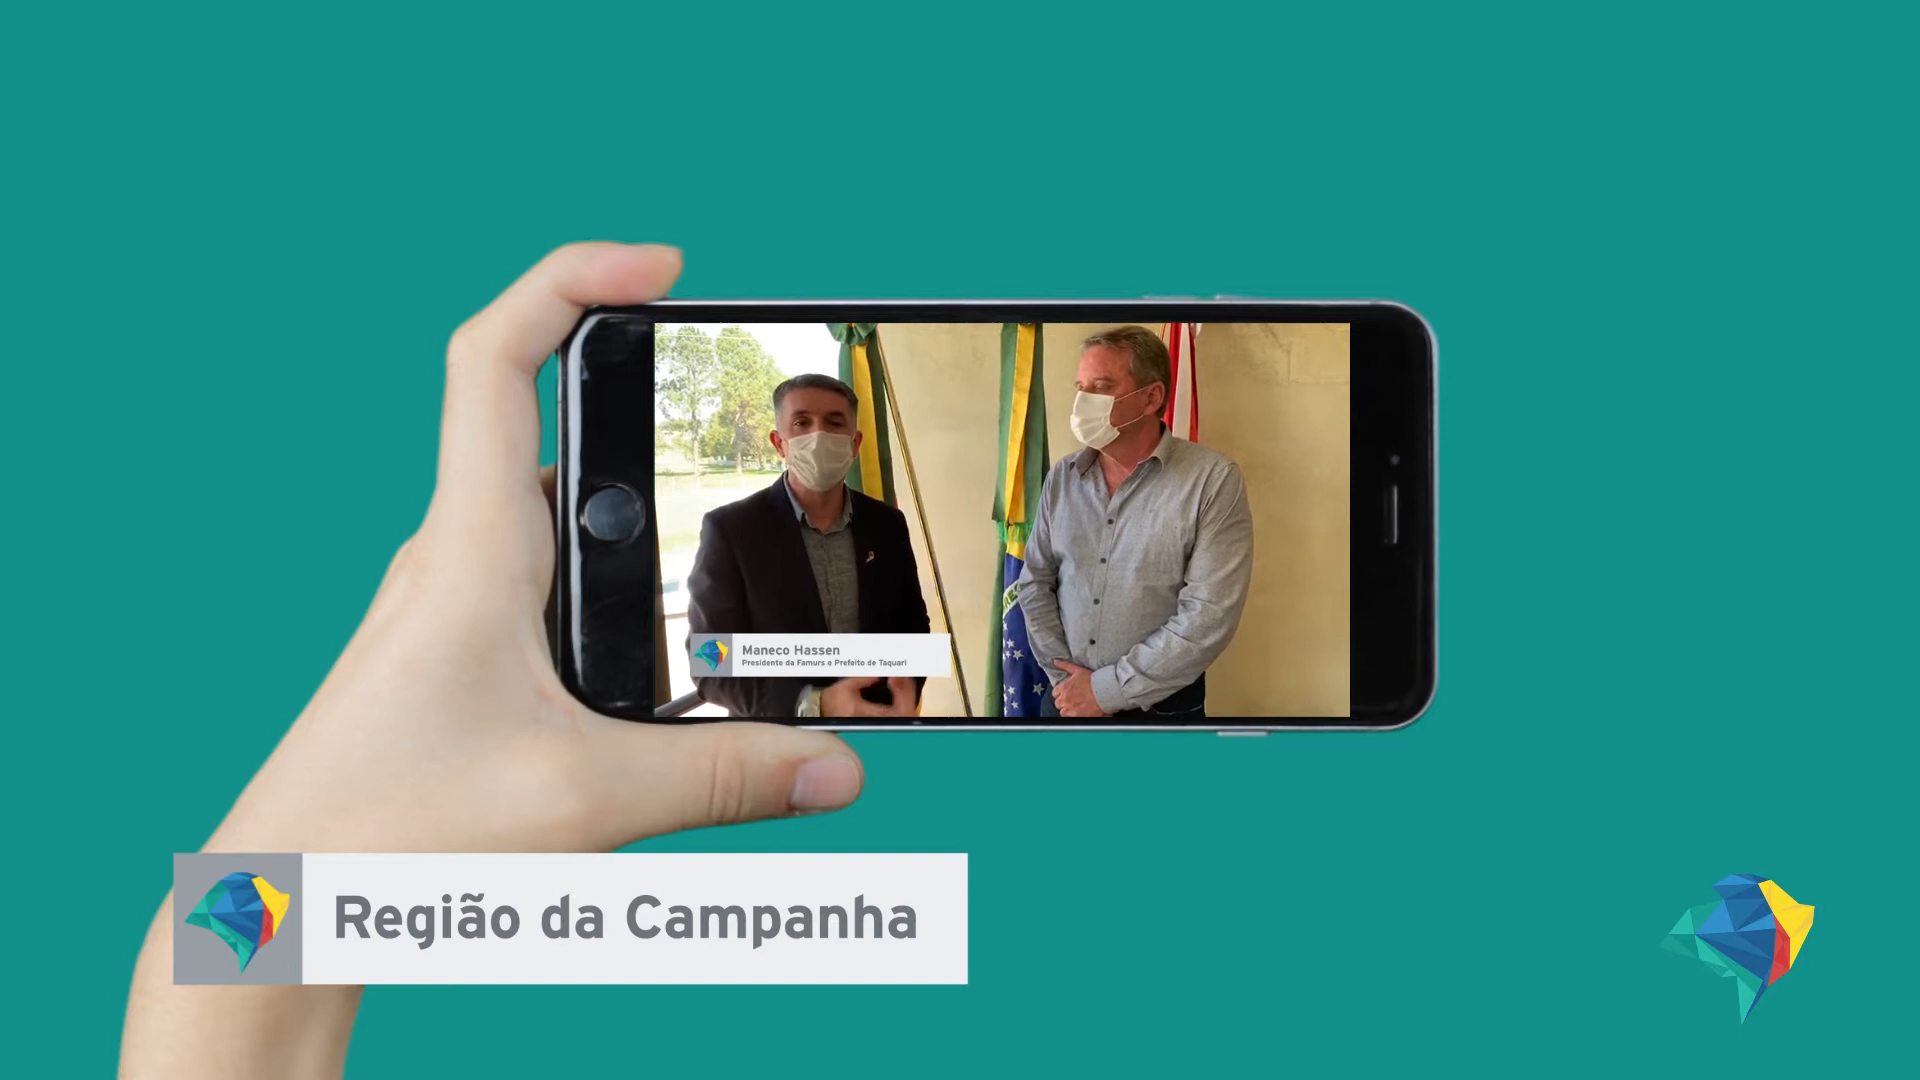 Maneco Hassen
Presidente da Famurs e Prefeito de Taquari
Região da Campanha